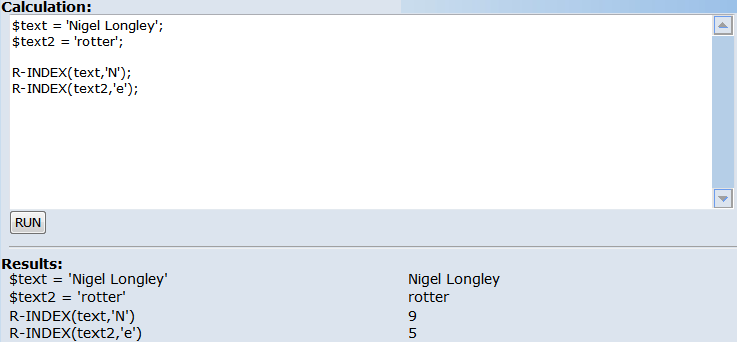 Calculation:
$text = 'Nigel Longley';
$text2 = 'rotter';
R-INDEX(text,'N');
R-INDEX(text2,'e');
RUN
Results:
$text = 'Nigel Longley' Nigel Longley
$text2 = 'rotter' rotter
R-INDEX(text,'N') 9
R-INDEX(text2,'e') 5